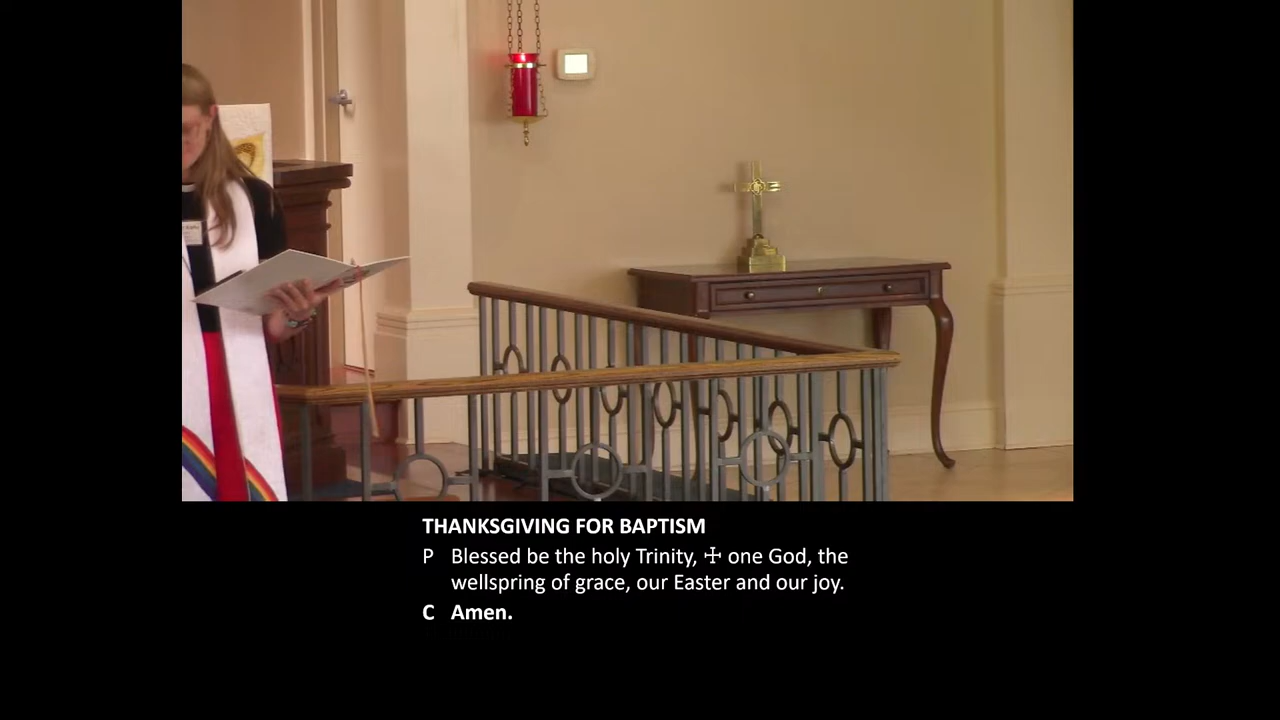 THANKSGIVING FOR BAPTISM
P Blessed be the holy Trinity, ☩ one God, the
wellspring of grace, our Easter and our joy.
C Amen.